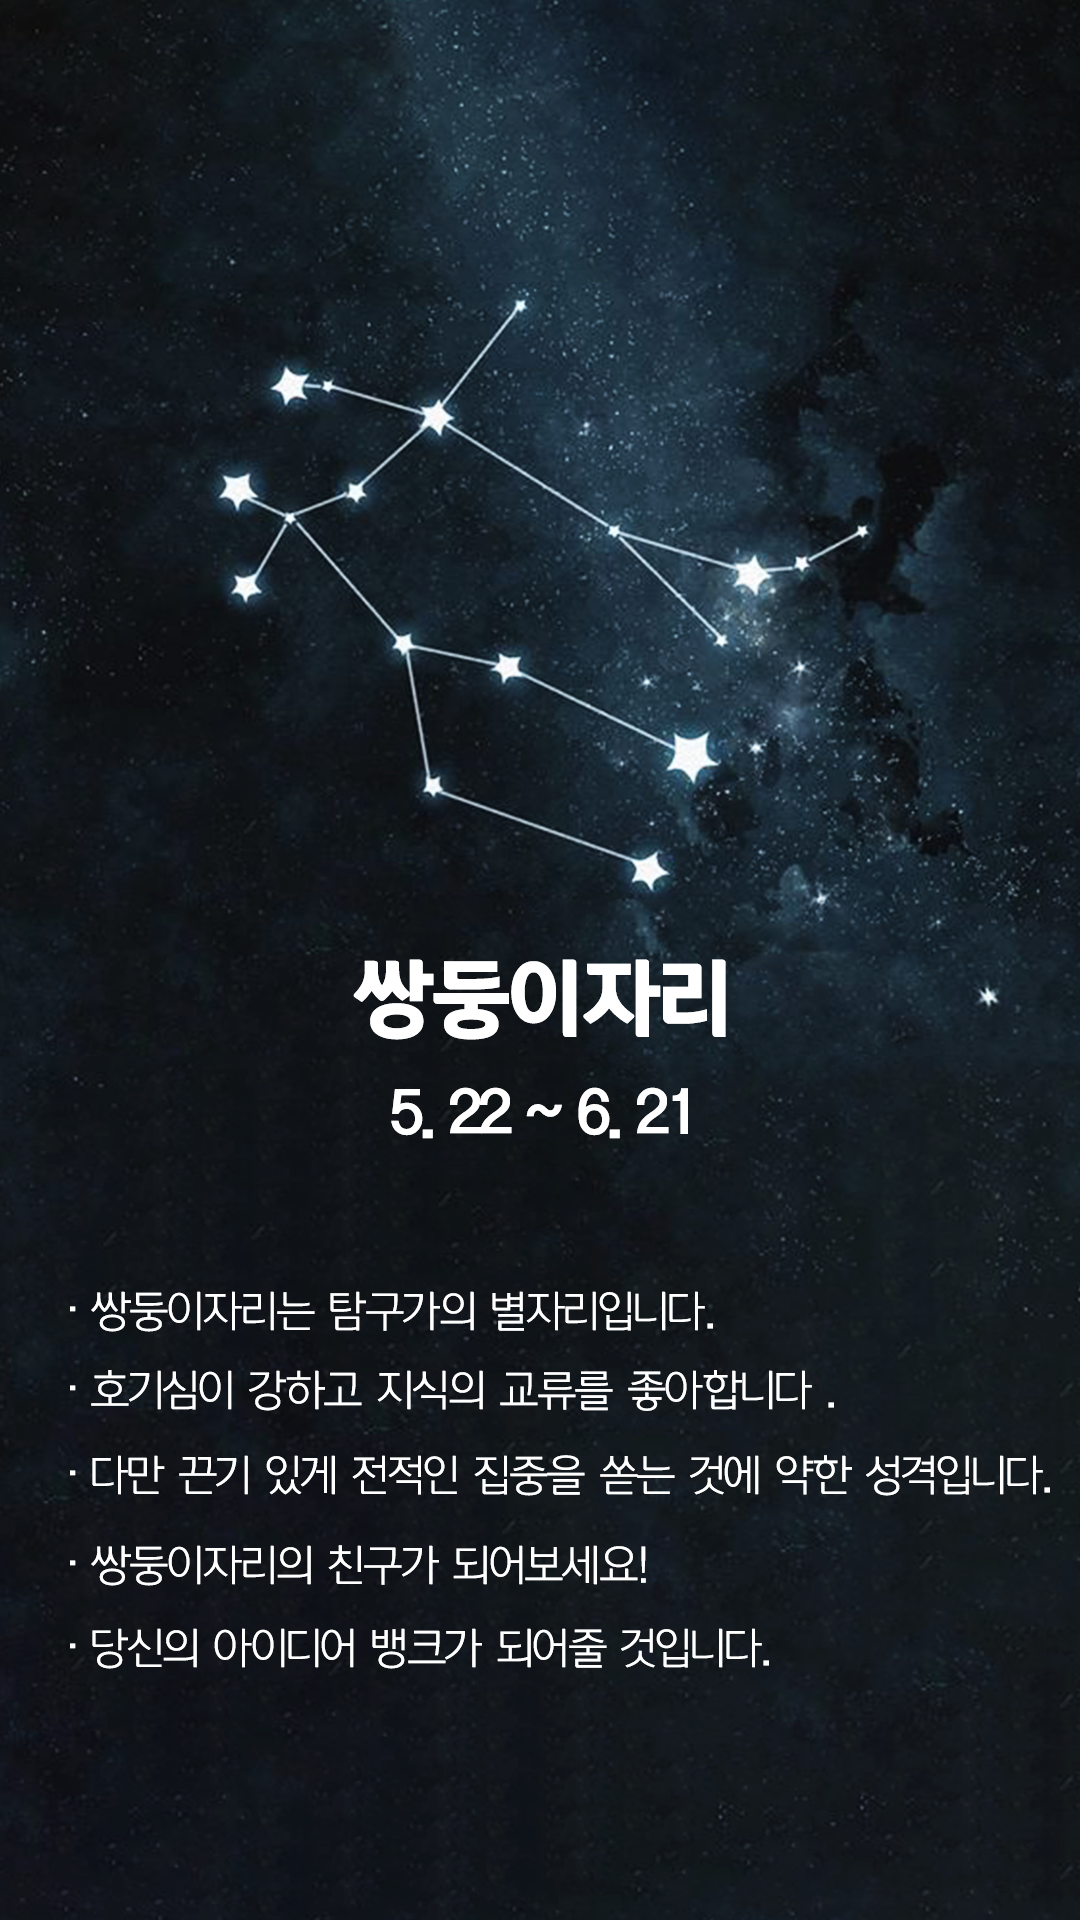 쌍둥이자리
5. 22 ~ 6. 21
· 쌍둥이자리는 탐구가의 별자리입니다.
· 호기심이 강하고 지식의 교류를 좋아합니다 .
· 다만 끈기 있게 전적인 집중을 쏟는 것에 약한 성격입니다.
· 쌍둥이자리의 친구가 되어보세요!
· 당신의 아이디어 뱅크가 되어줄 것입니다.